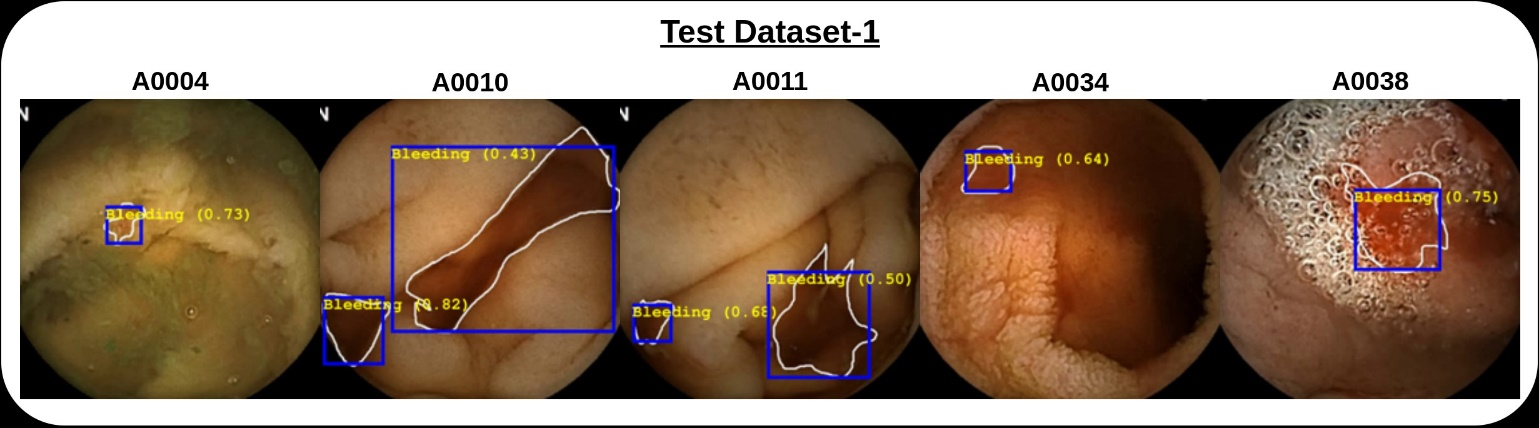 Test Dataset-1
A0004 A0010 A0011 A0034 A0038
N N N
Bleeding (0.43)
Bleeding (0.64)
Bleeding (0.75)
Bleeding (0.73)
Bleeding (0.50)
Bleeding (0.82)
Bleeding (0.68)